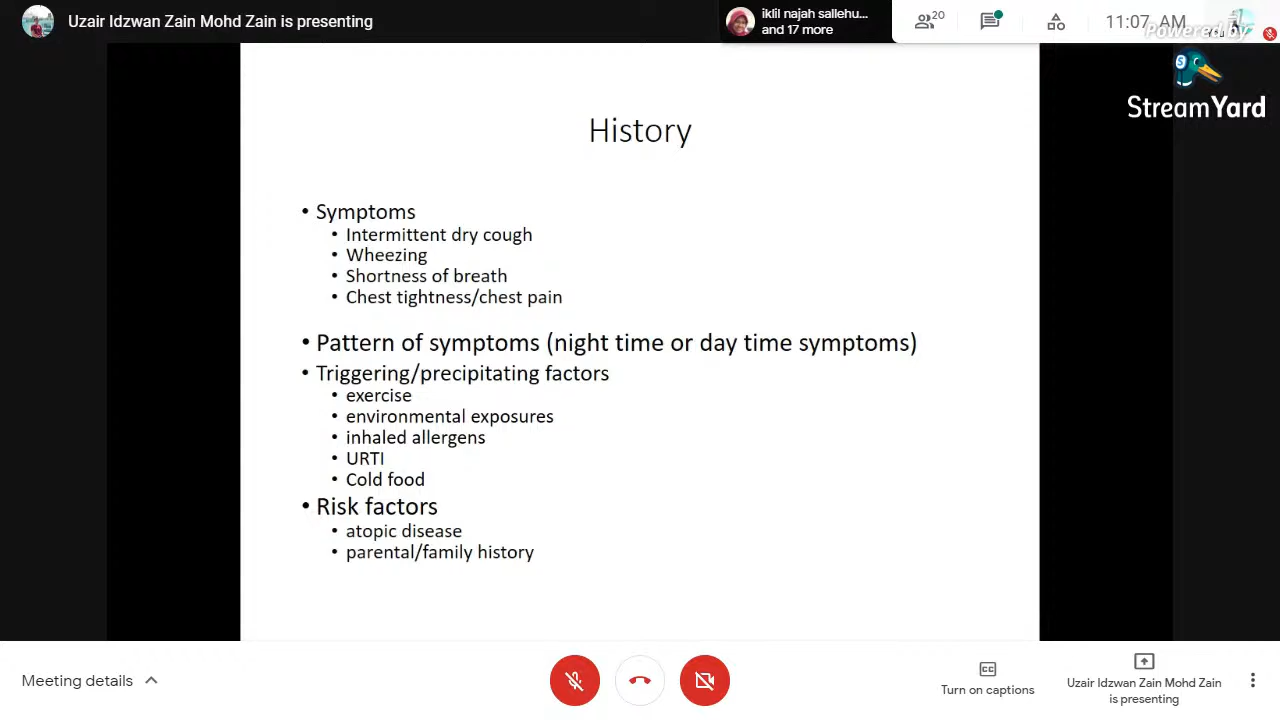 Uzair Idzwan Zain Mohd Zain is presenting
iklil najah sallehu...
and 17 more
20
11:07 AM
Powered by
StreamYard
History
• Symptoms
• Intermittent dry cough
• Wheezing
• Shortness of breath
• Chest tightness/chest pain
• Pattern of symptoms (night time or day time symptoms)
• Triggering/precipitating factors
• exercise
• environmental exposures
• inhaled allergens
• URTI
• Cold food
• Risk factors
• atopic disease
• parental/family history
Meeting details
Turn on captions
Uzair Idzwan Zain Mohd Zain
is presenting